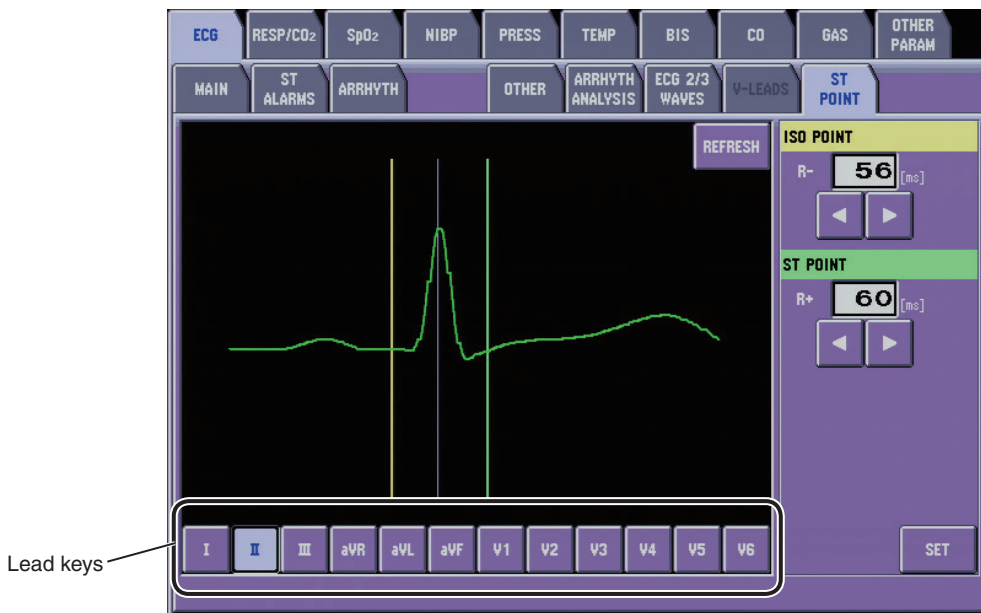 ECG RESP/CO2 SpO2 NIBP PRESS TEMP BIS CO GAS OTHER PARAM
MAIN ST ALARMS ARRHYTH OTHER ARRHYTH ANALYSIS ECG 2/3 WAVES V-LEADS ST POINT
REFRESH
ISO POINT
R- 56 [ms]
ST POINT
R+ 60 [ms]
I II III aVR aVL aVF V1 V2 V3 V4 V5 V6 SET
Lead keys